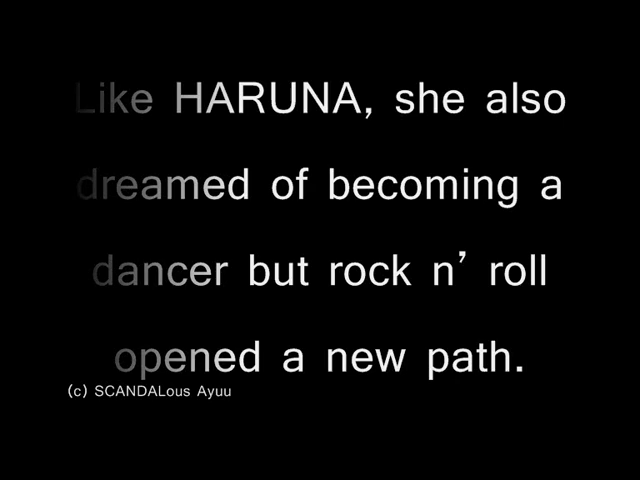 Like HARUNA, she also
dreamed of becoming a
dancer but rock n' roll
opened a new path.
(c) SCANDALous Ayuu